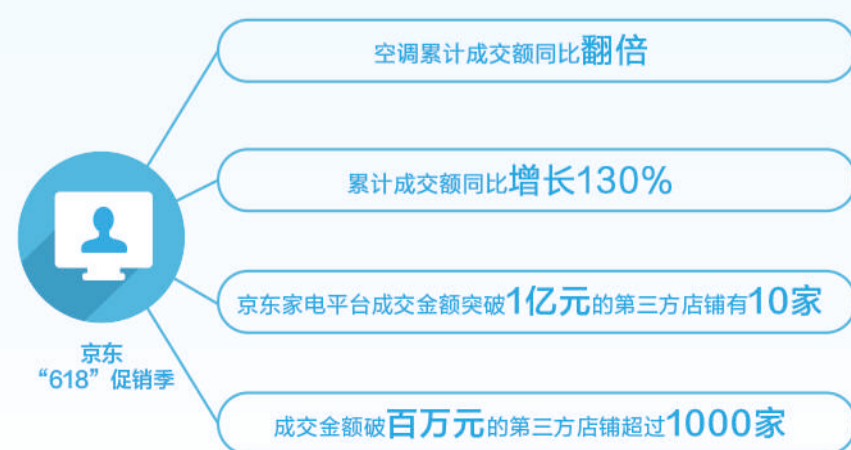 空调累计成交额同比翻倍
累计成交额同比增长130%
京东家电平台成交金额突破1亿元的第三方店铺有10家
京东
“618”促销季
成交金额破百万元的第三方店铺超过1000家